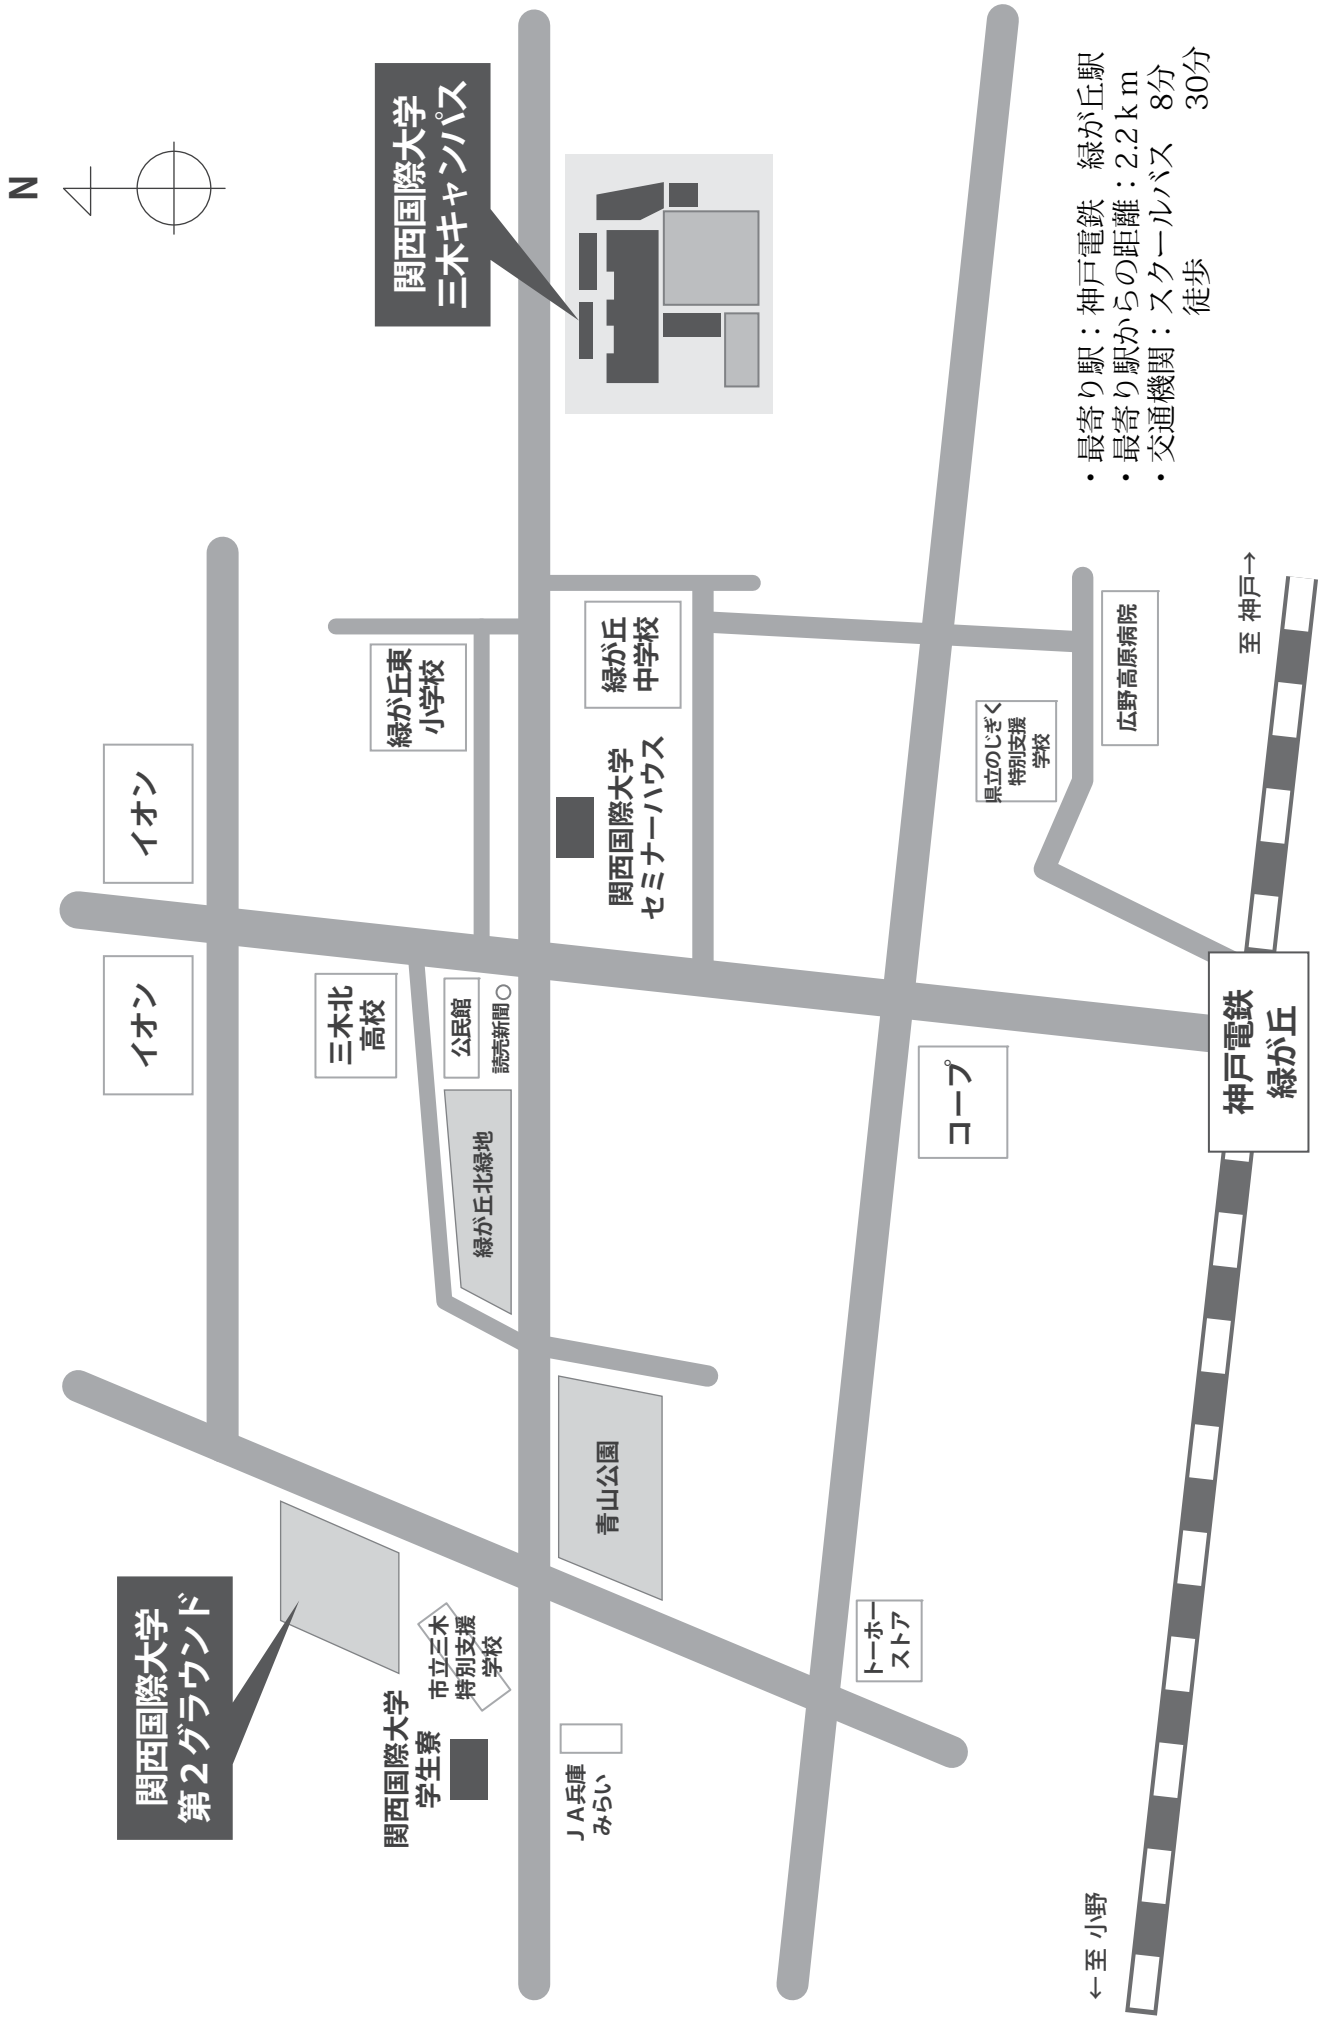 N
関西国際大学
三木キャンパス
関西国際大学
第2グラウンド
イオン
イオン
三木北
高校
緑が丘東
小学校
公民館
読売新聞
緑が丘北緑地
関西国際大学
学生寮
市立三木
特別支援
学校
JA兵庫
みらい
青山公園
関西国際大学
セミナーハウス
緑が丘
中学校
トーホー
ストア
コープ
県立のじぎく
特別支援
学校
広野高原病院
神戸電鉄
緑が丘
←至 小野
至 神戸→
・最寄り駅：神戸電鉄 緑が丘駅
・最寄り駅からの距離：2.2km
・交通機関：スクールバス 8分
徒歩 30分